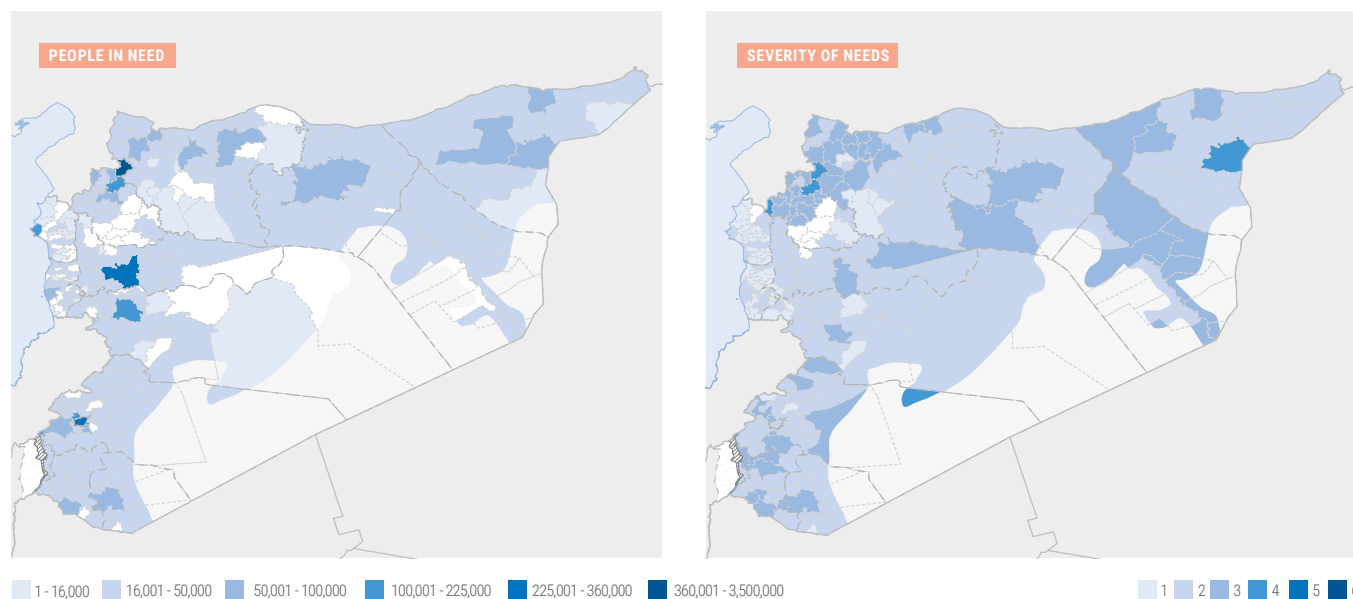 PEOPLE IN NEED
SEVERITY OF NEEDS
1 - 16,000 16,001 - 50,000 50,001 - 100,000 100,001 - 225,000 225,001 - 360,000 360,001 - 3,500,000
1 2 3 4 5